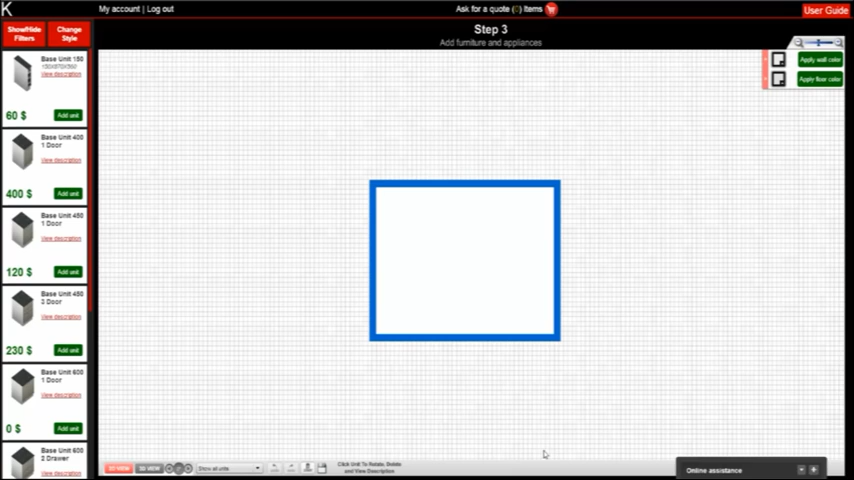 K
My account | Log out
Ask for a quote (0) Items
User Guide
Show/Hide Filters
Change Style
Step 3
Add furniture and appliances
Base Unit 150
View description
60 $
Add unit
Base Unit 400
1 Door
View description
400 $
Add unit
Base Unit 450
1 Door
View description
120 $
Add unit
Base Unit 450
3 Door
View description
230 $
Add unit
Base Unit 600
1 Door
View description
0 $
Add unit
Base Unit 600
2 Drawer
View description
Apply wall color
Apply floor color
2D VIEW
3D VIEW
Show all units
Click Unit To Rotate, Delete
and View Description
Online assistance